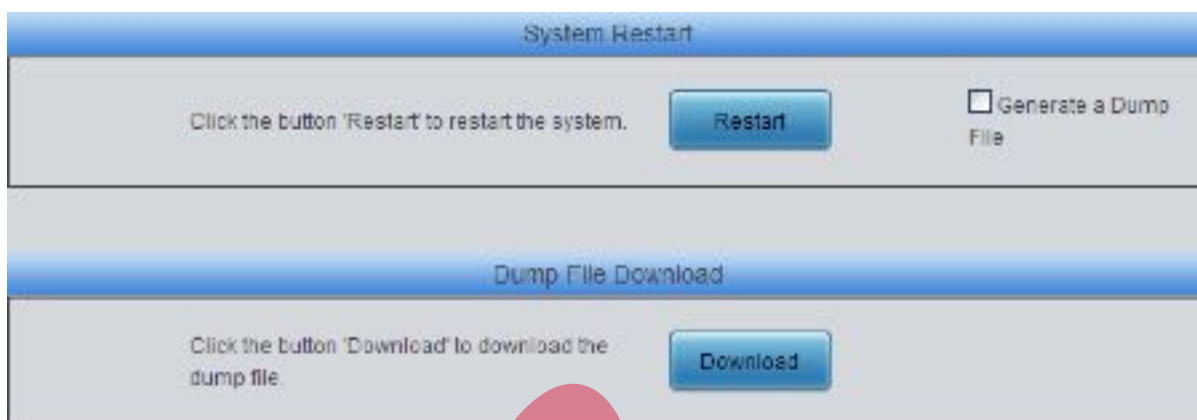 System Restart
Click the button 'Restart' to restart the system.
Restart
Generate a Dump
File
Dump File Download
Click the button 'Download' to download the
dump file.
Download